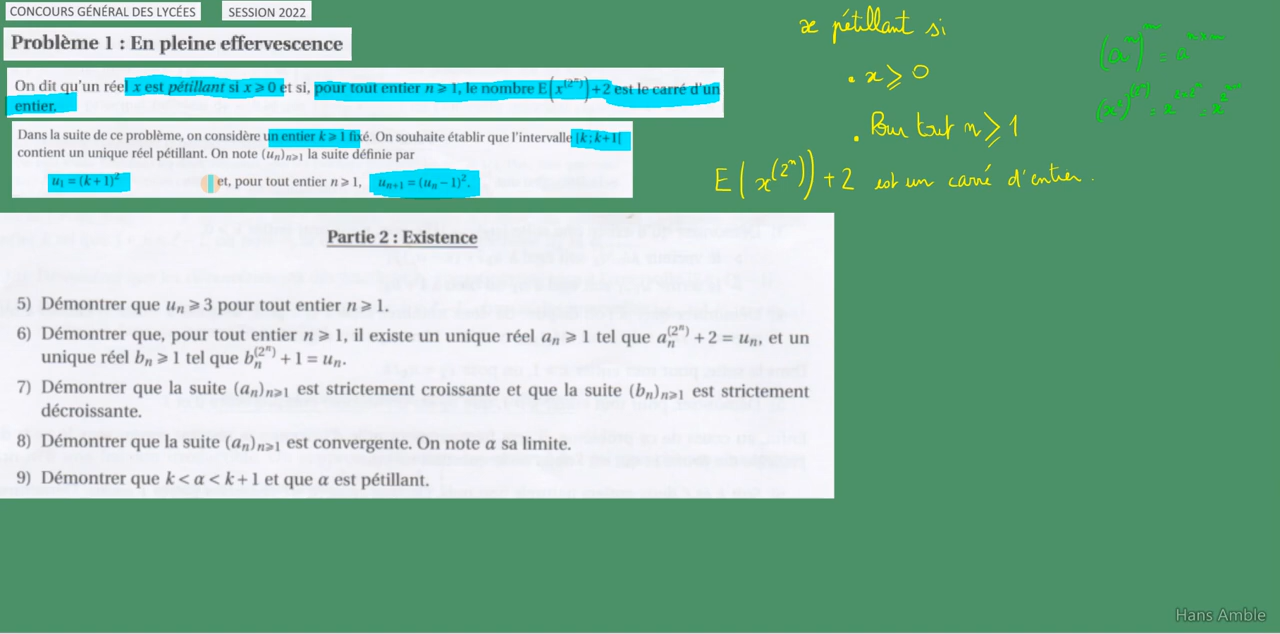 CONCOURS GÉNÉRAL DES LYCÉES
SESSION 2022
Problème 1 : En pleine effervescence
On dit qu'un réel x est pétillant si x ⩾ 0 et si, pour tout entier n ⩾ 1, le nombre E(x^(2^n)) + 2 est le carré d'un
entier.
Dans la suite de ce problème, on considère un entier k ⩾ 1 fixé. On souhaite établir que l'intervalle [k ; k+1[
contient un unique réel pétillant. On note (u_n)_{n⩾1} la suite définie par
u_1 = (k+1)^2 et, pour tout entier n ⩾ 1, u_{n+1} = (u_n − 1)^2.
x pétillant si
. x ⩾ 0
. Pour tout n ⩾ 1
E(x^(2^n)) + 2 est un carré d'entier.
Partie 2 : Existence
5) Démontrer que u_n ⩾ 3 pour tout entier n ⩾ 1.
6) Démontrer que, pour tout entier n ⩾ 1, il existe un unique réel a_n ⩾ 1 tel que a_n^(2^n) + 2 = u_n, et un
unique réel b_n ⩾ 1 tel que b_n^(2^n) + 1 = u_n.
7) Démontrer que la suite (a_n)_{n⩾1} est strictement croissante et que la suite (b_n)_{n⩾1} est strictement
décroissante.
8) Démontrer que la suite (a_n)_{n⩾1} est convergente. On note α sa limite.
9) Démontrer que k < α < k + 1 et que α est pétillant.
Hans Amble